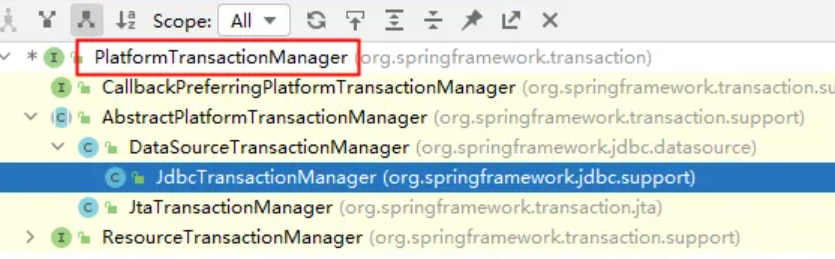 Scope: All
* I PlatformTransactionManager (org.springframework.transaction)
I CallbackPreferringPlatformTransactionManager (org.springframework.transaction.su
C AbstractPlatformTransactionManager (org.springframework.transaction.support)
C DataSourceTransactionManager (org.springframework.jdbc.datasource)
C JdbcTransactionManager (org.springframework.jdbc.support)
C JtaTransactionManager (org.springframework.transaction.jta)
I ResourceTransactionManager (org.springframework.transaction.support)